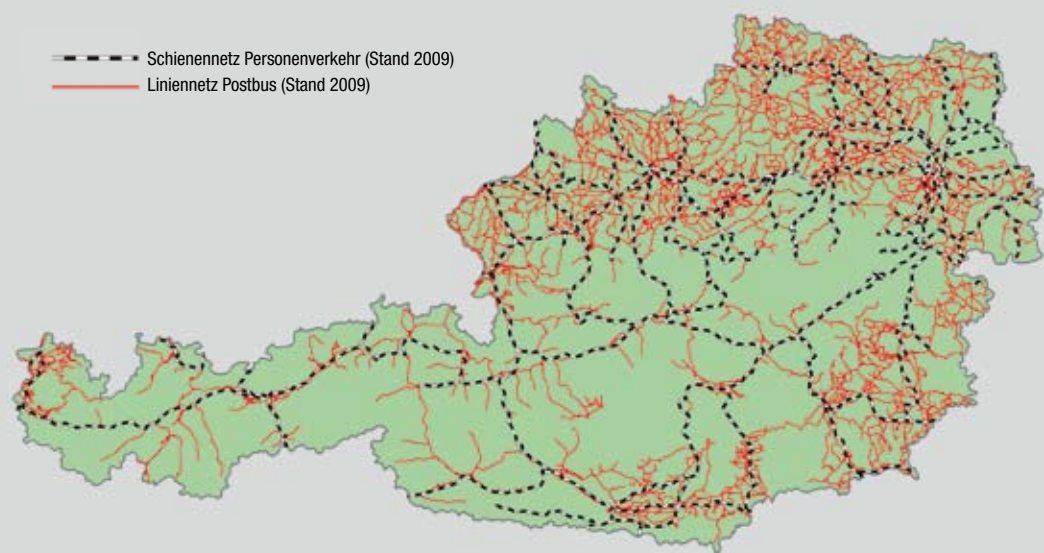 Schienennetz Personenverkehr (Stand 2009)
Liniennetz Postbus (Stand 2009)